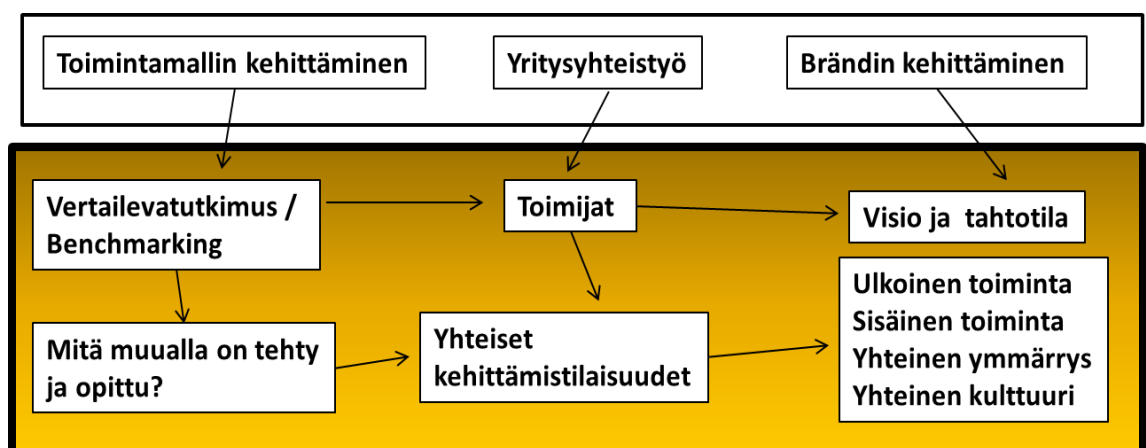 Toimintamallin kehittäminen
Yritysyhteistyö
Brändin kehittäminen
Vertailevatutkimus /
Benchmarking
Toimijat
Visio ja tahtotila
Mitä muualla on tehty
ja opittu?
Yhteiset
kehittämistilaisuudet
Ulkoinen toiminta
Sisäinen toiminta
Yhteinen ymmärrys
Yhteinen kulttuuri